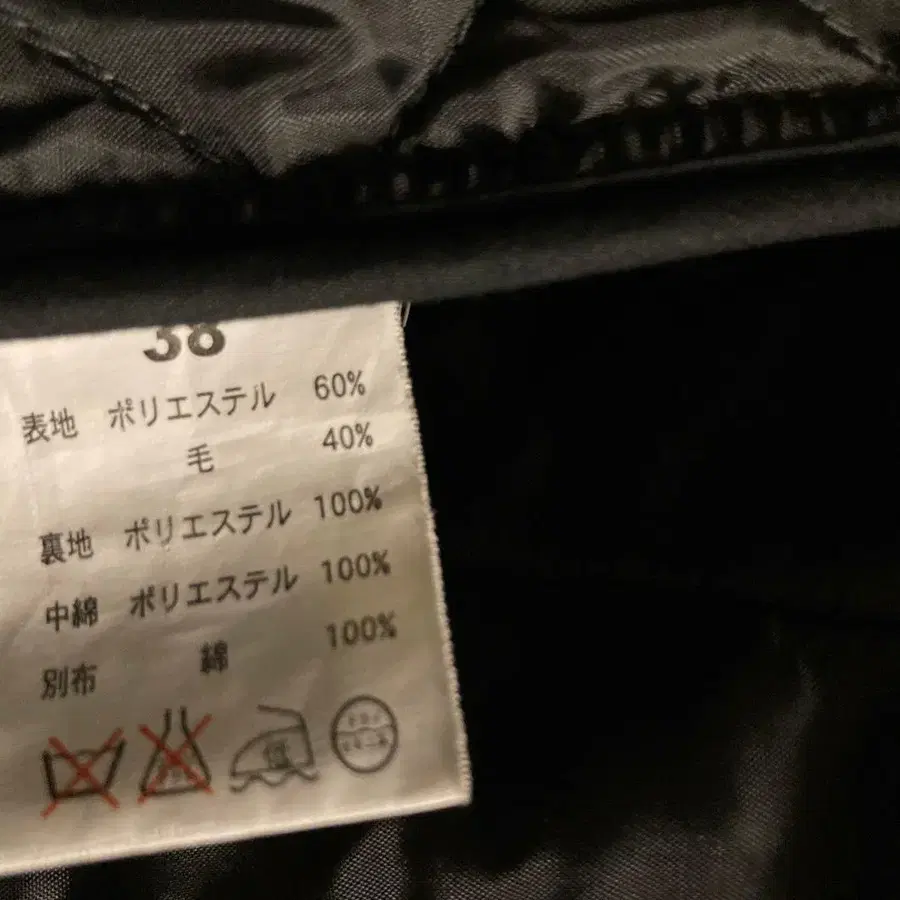 38
表地 ポリエステル 60%
毛 40%
裏地 ポリエステル 100%
中綿 ポリエステル 100%
別布 綿 100%
低